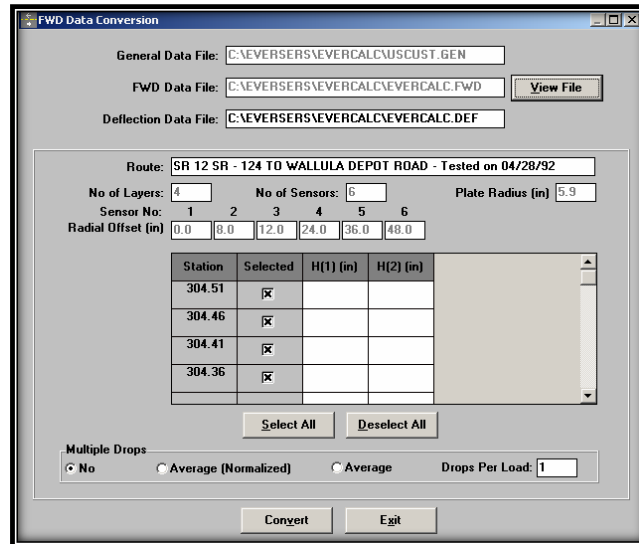 FWD Data Conversion
General Data File: C:\EVERSERS\EVERCALC\USCUST.GEN
FWD Data File: C:\EVERSERS\EVERCALC\EVERCALC.FWD View File
Deflection Data File: C:\EVERSERS\EVERCALC\EVERCALC.DEF
Route: SR 12 SR - 124 TO WALLULA DEPOT ROAD - Tested on 04/28/92
No of Layers: 4 No of Sensors: 6 Plate Radius (in) 5.9
Sensor No: 1 2 3 4 5 6
Radial Offset (in) 0.0 8.0 12.0 24.0 36.0 48.0
Station Selected H(1) (in) H(2) (in)
304.51
304.46
304.41
304.36
Select All Deselect All
Multiple Drops
No Average (Normalized) Average Drops Per Load: 1
Convert Exit